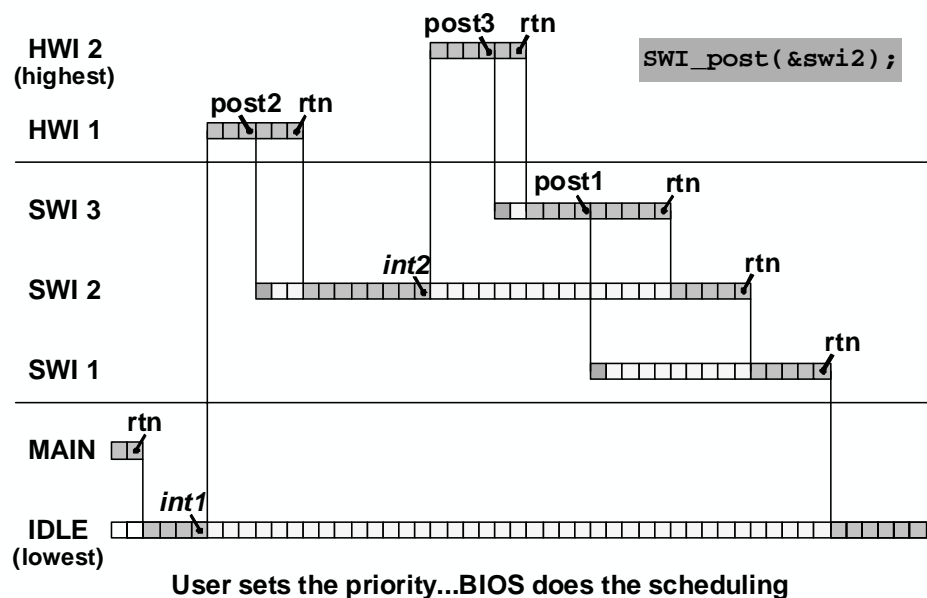 HWI 2
(highest)
post3
rtn
SWI_post(&swi2);
HWI 1
post2
rtn
SWI 3
post1
rtn
SWI 2
int2
rtn
SWI 1
rtn
MAIN
rtn
IDLE
(lowest)
int1
User sets the priority...BIOS does the scheduling